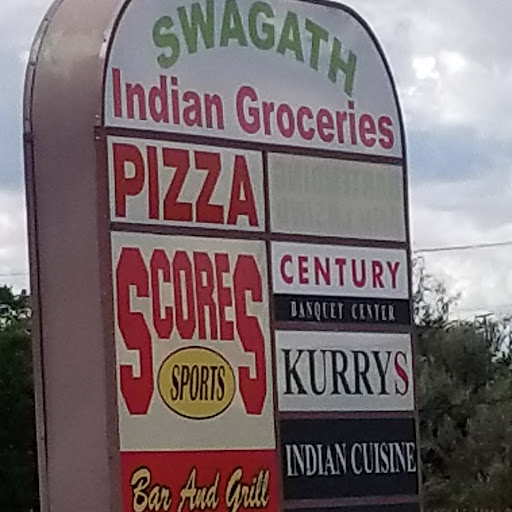 SWAGATH
Indian Groceries
PIZZA
SCORES
SPORTS
Bar And Grill
CENTURY
BANQUET CENTER
KURRYS
INDIAN CUISINE